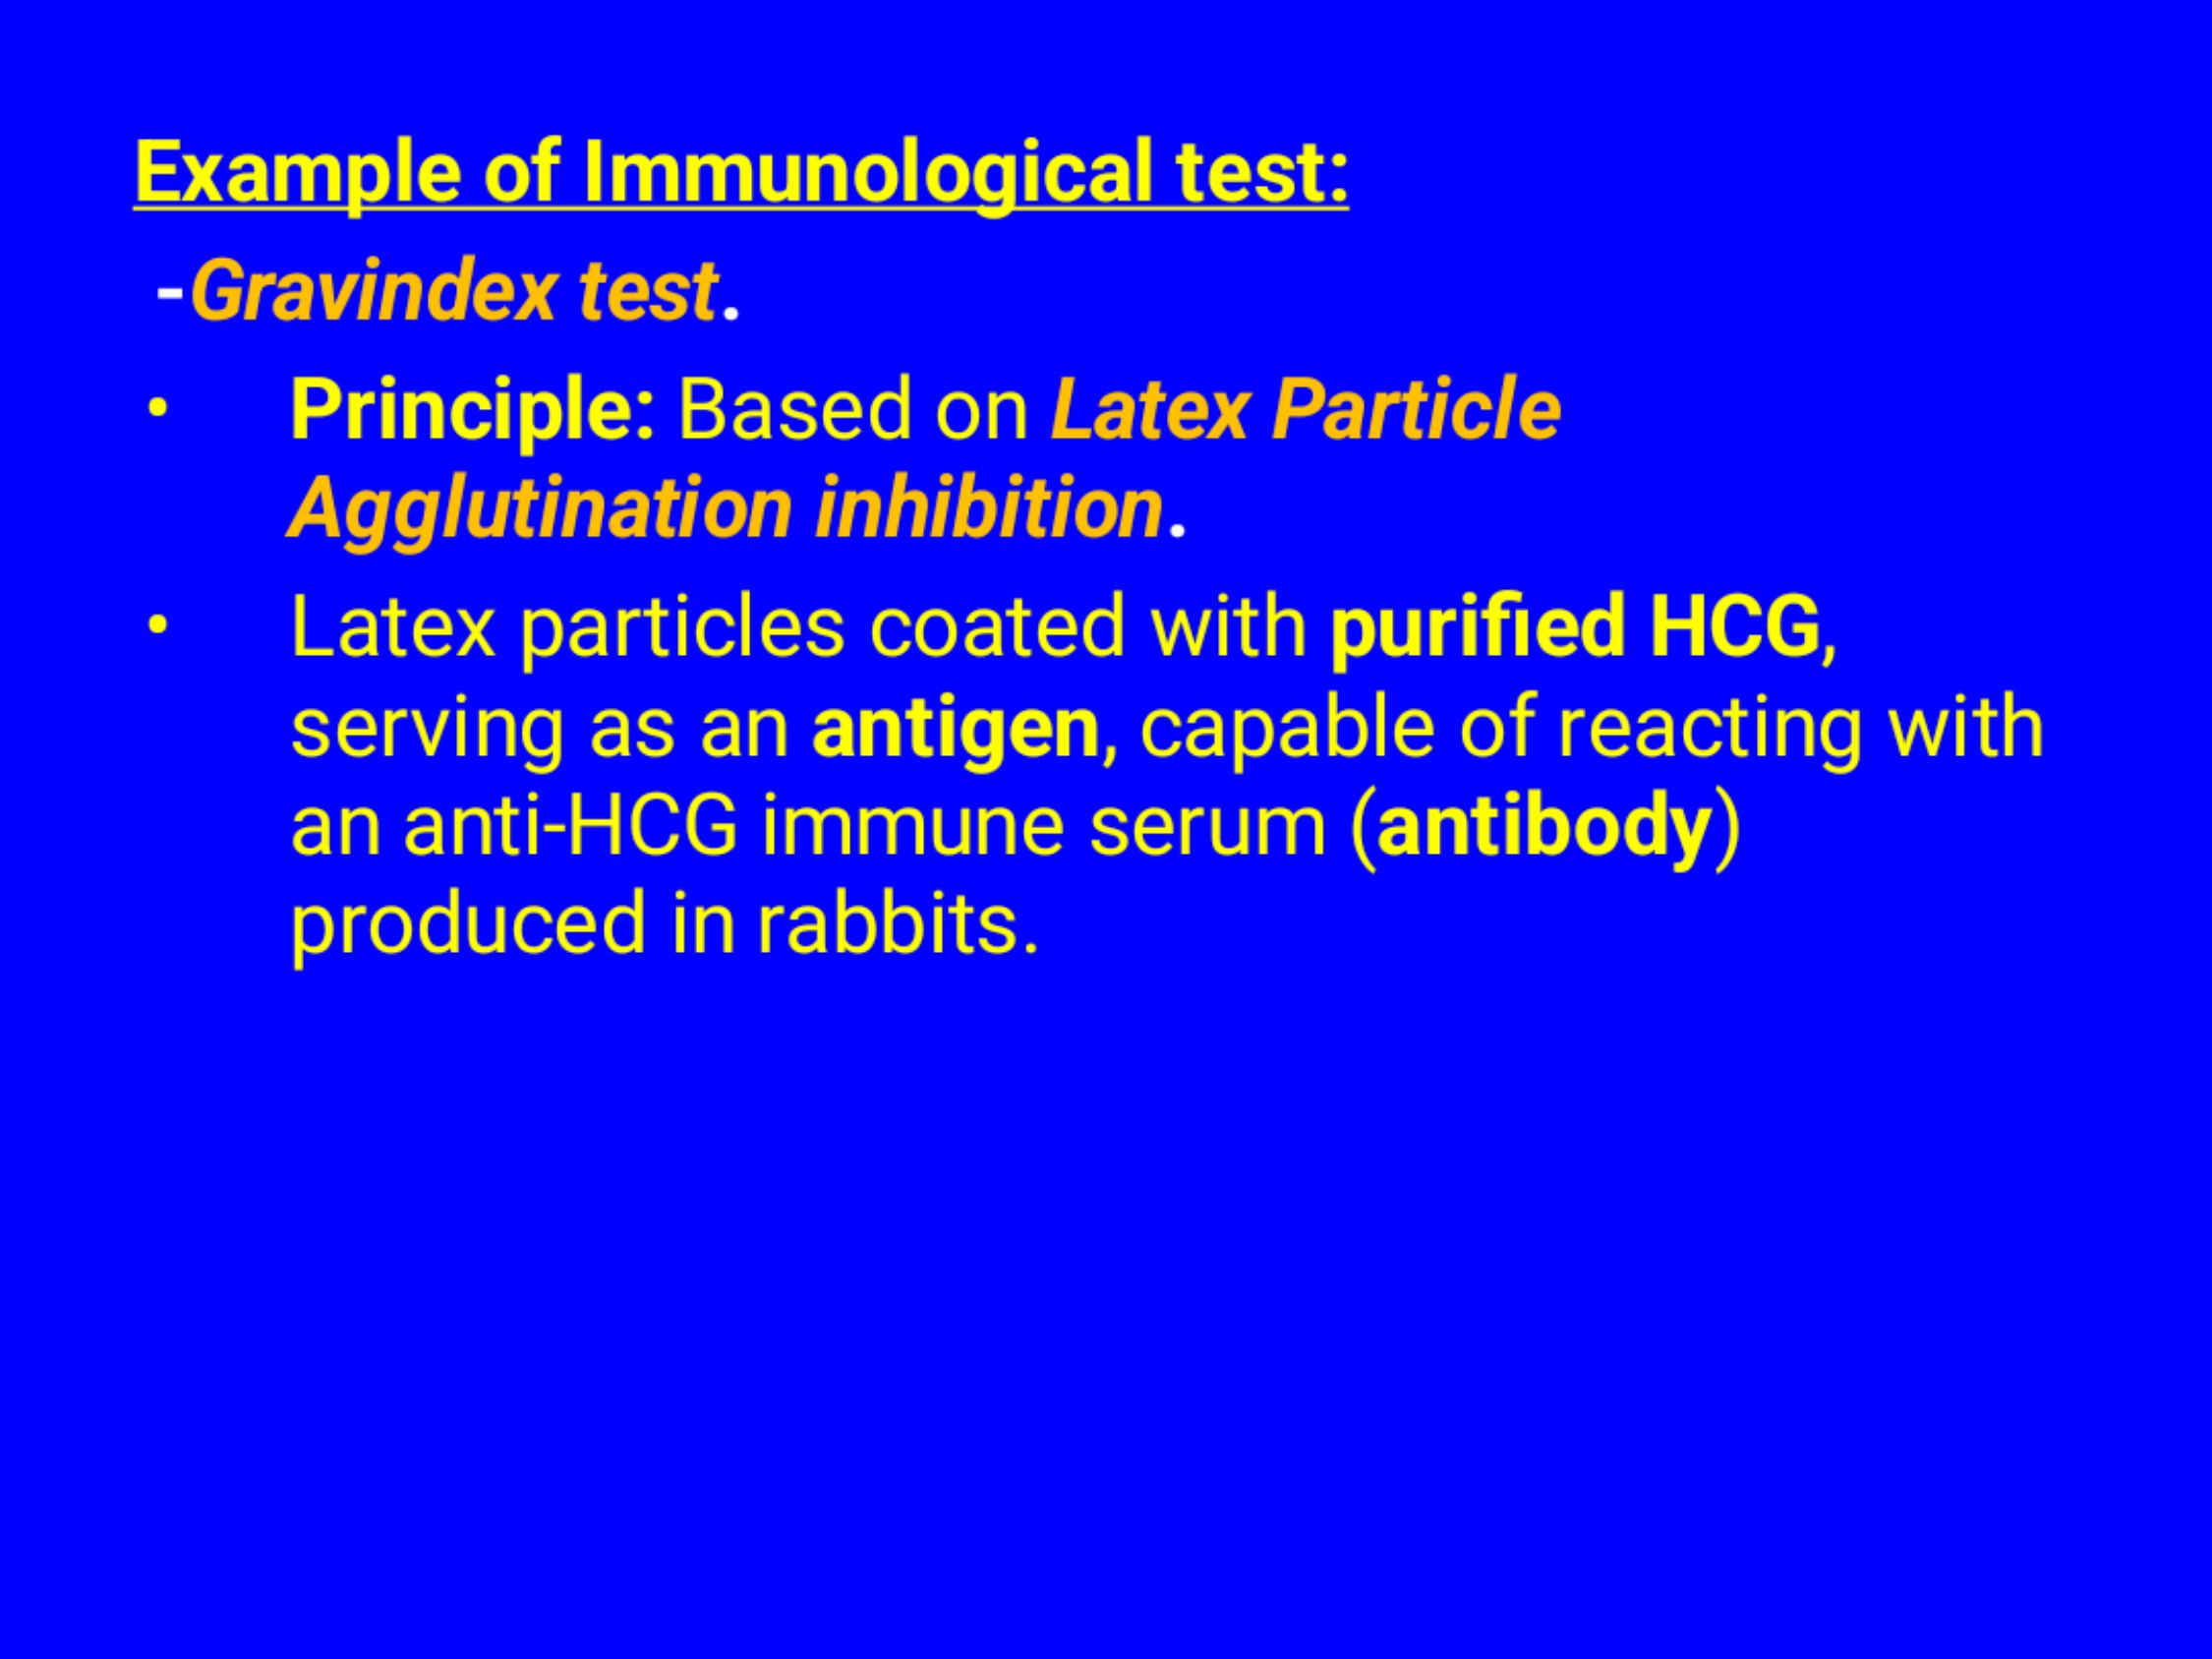 Example of Immunological test:
-Gravindex test.
• Principle: Based on Latex Particle
Agglutination inhibition.
• Latex particles coated with purified HCG,
serving as an antigen, capable of reacting with
an anti-HCG immune serum (antibody)
produced in rabbits.